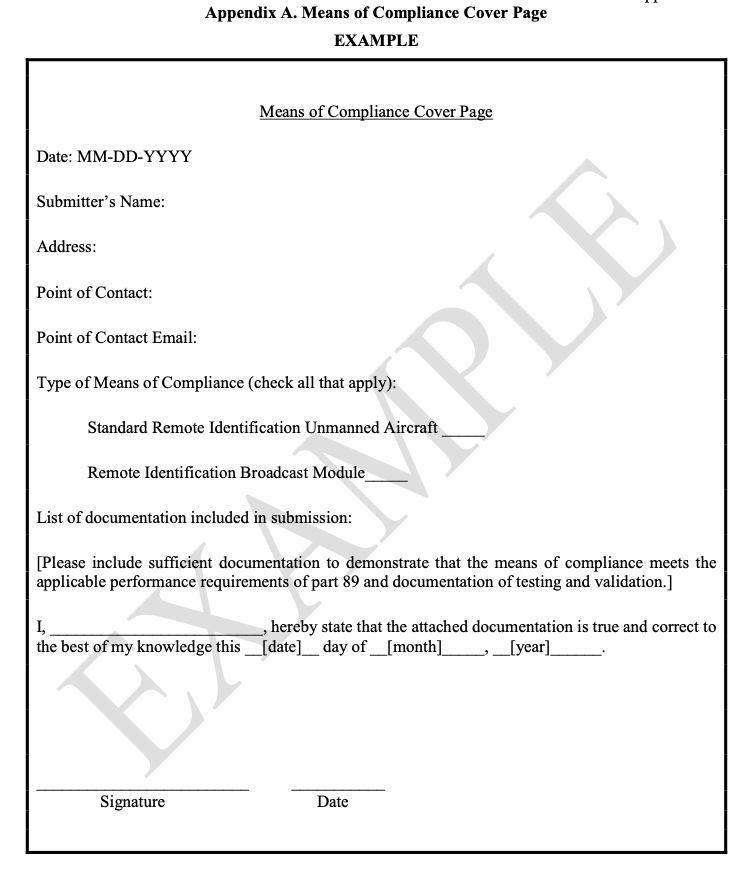 Appendix A. Means of Compliance Cover Page
EXAMPLE
Means of Compliance Cover Page
Date: MM-DD-YYYY
Submitter’s Name:
Address:
Point of Contact:
Point of Contact Email:
Type of Means of Compliance (check all that apply):
Standard Remote Identification Unmanned Aircraft _____
Remote Identification Broadcast Module_____
List of documentation included in submission:
[Please include sufficient documentation to demonstrate that the means of compliance meets the
applicable performance requirements of part 89 and documentation of testing and validation.]
I, _________________________, hereby state that the attached documentation is true and correct to
the best of my knowledge this __[date]__ day of __[month]_____, __[year]______.
_________________________ ___________
Signature Date
EXAMPLE